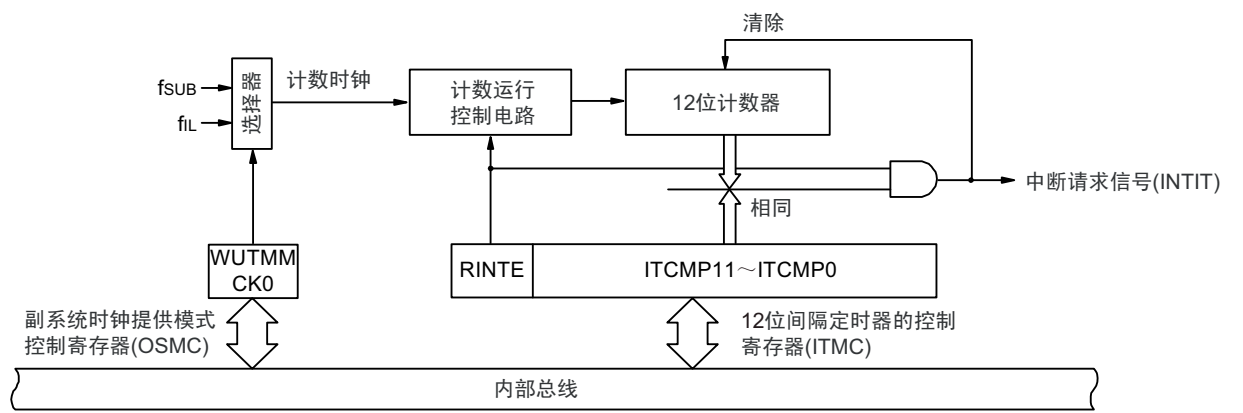 清除
fSUB
fIL
选择器
计数时钟
计数运行
控制电路
12位计数器
中断请求信号(INTIT)
相同
WUTMM
CK0
RINTE
ITCMP11～ITCMP0
副系统时钟提供模式
控制寄存器(OSMC)
12位间隔定时器的控制
寄存器(ITMC)
内部总线